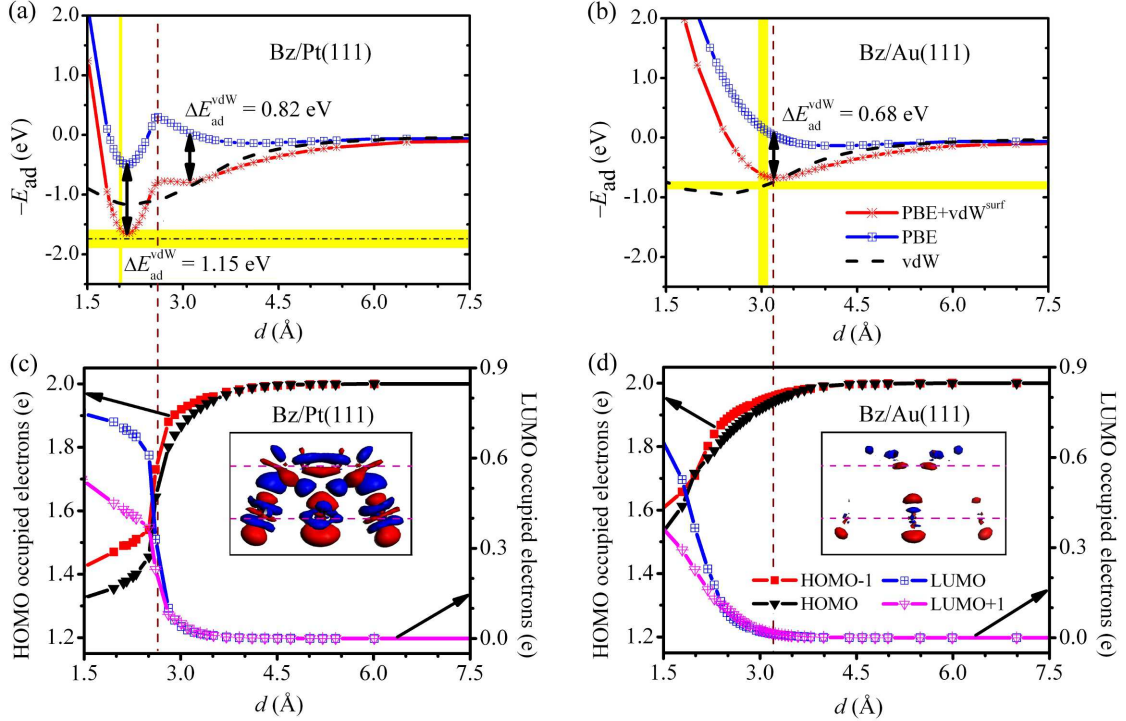 (a)
2.0
1.0
0.0
-1.0
-2.0
−E_ad (eV)
Bz/Pt(111)
ΔE_ad^vdW = 0.82 eV
ΔE_ad^vdW = 1.15 eV
1.5 3.0 4.5 6.0 7.5
d (Å)
(b)
2.0
1.0
0.0
-1.0
-2.0
−E_ad (eV)
Bz/Au(111)
ΔE_ad^vdW = 0.68 eV
PBE+vdW^surf
PBE
vdW
1.5 3.0 4.5 6.0 7.5
d (Å)
(c)
2.0
1.8
1.6
1.4
1.2
HOMO occupied electrons (e)
Bz/Pt(111)
0.9
0.6
0.3
0.0
LUMO occupied electrons (e)
1.5 3.0 4.5 6.0 7.5
d (Å)
(d)
2.0
1.8
1.6
1.4
1.2
HOMO occupied electrons (e)
Bz/Au(111)
HOMO-1 LUMO
HOMO LUMO+1
0.9
0.6
0.3
0.0
LUMO occupied electrons (e)
1.5 3.0 4.5 6.0 7.5
d (Å)